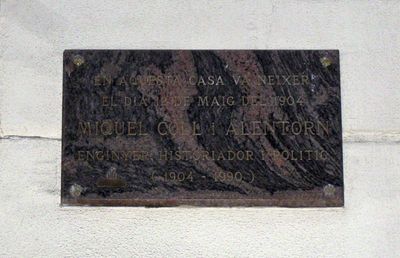 EN AQUESTA CASA VA NEIXER
EL DIA 12 DE MAIG DEL 1904
MIQUEL COLL I ALENTORN
ENGINYER, HISTORIADOR I POLITIC
( 1904 - 1990 )